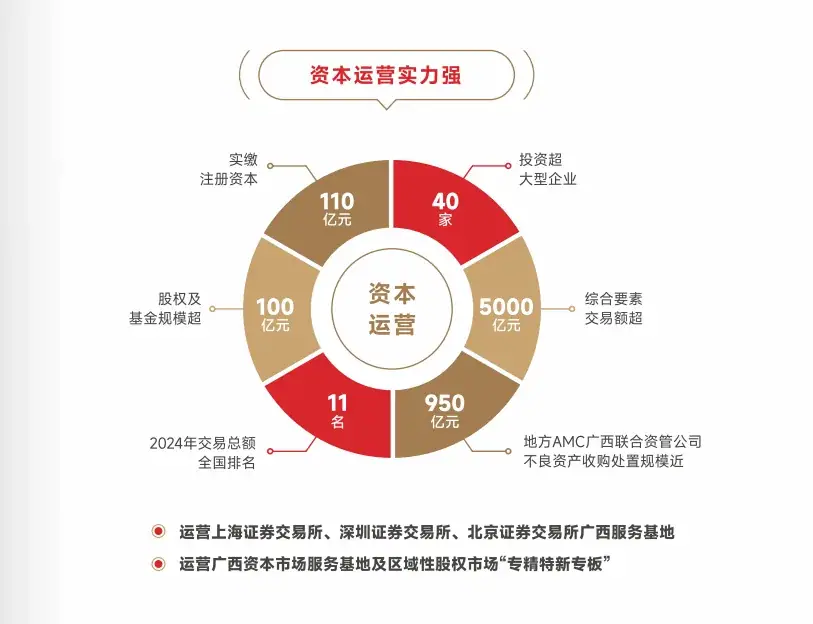 资本运营实力强
实缴
注册资本
110
亿元
投资超
大型企业
40
家
股权及
基金规模超
100
亿元
资本
运营
5000
亿元
综合要素
交易额超
2024年交易总额
全国排名
11
名
950
亿元
地方AMC广西联合资管公司
不良资产收购处置规模近
运营上海证券交易所、深圳证券交易所、北京证券交易所广西服务基地
运营广西资本市场服务基地及区域性股权市场“专精特新专板”